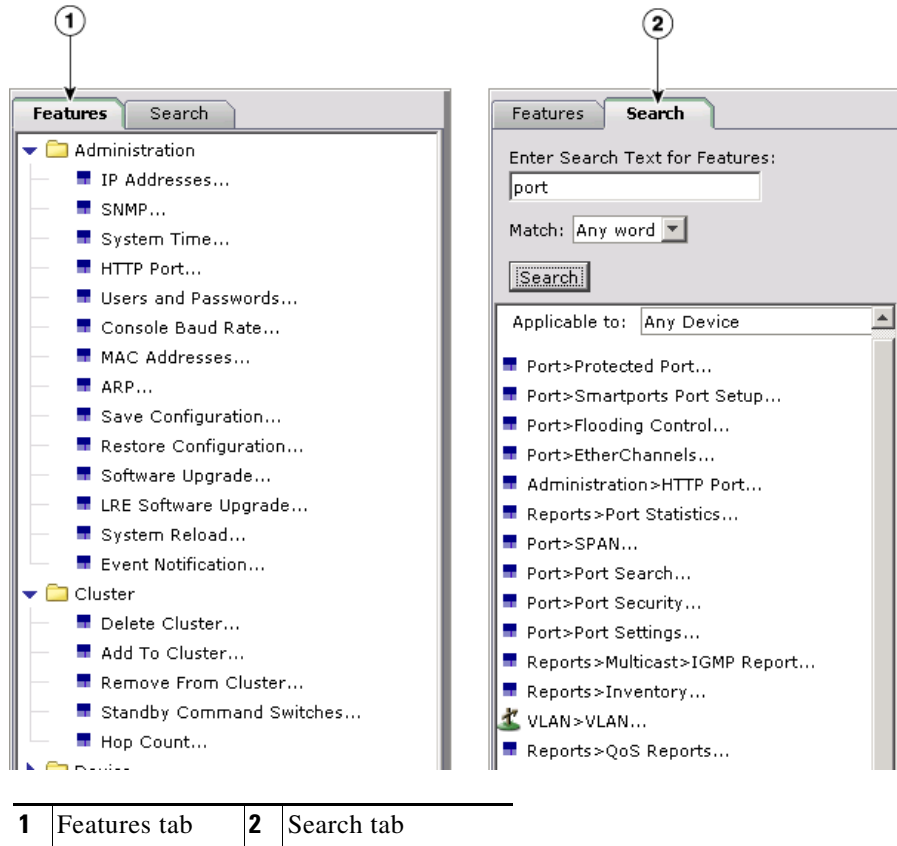 1
2
Features Search
Administration
IP Addresses...
SNMP...
System Time...
HTTP Port...
Users and Passwords...
Console Baud Rate...
MAC Addresses...
ARP...
Save Configuration...
Restore Configuration...
Software Upgrade...
LRE Software Upgrade...
System Reload...
Event Notification...
Cluster
Delete Cluster...
Add To Cluster...
Remove From Cluster...
Standby Command Switches...
Hop Count...
Device
Features Search
Enter Search Text for Features:
port
Match: Any word
Search
Applicable to: Any Device
Port>Protected Port...
Port>Smartports Port Setup...
Port>Flooding Control...
Port>EtherChannels...
Administration>HTTP Port...
Reports>Port Statistics...
Port>SPAN...
Port>Port Search...
Port>Port Security...
Port>Port Settings...
Reports>Multicast>IGMP Report...
Reports>Inventory...
VLAN>VLAN...
Reports>QoS Reports...
1 Features tab 2 Search tab